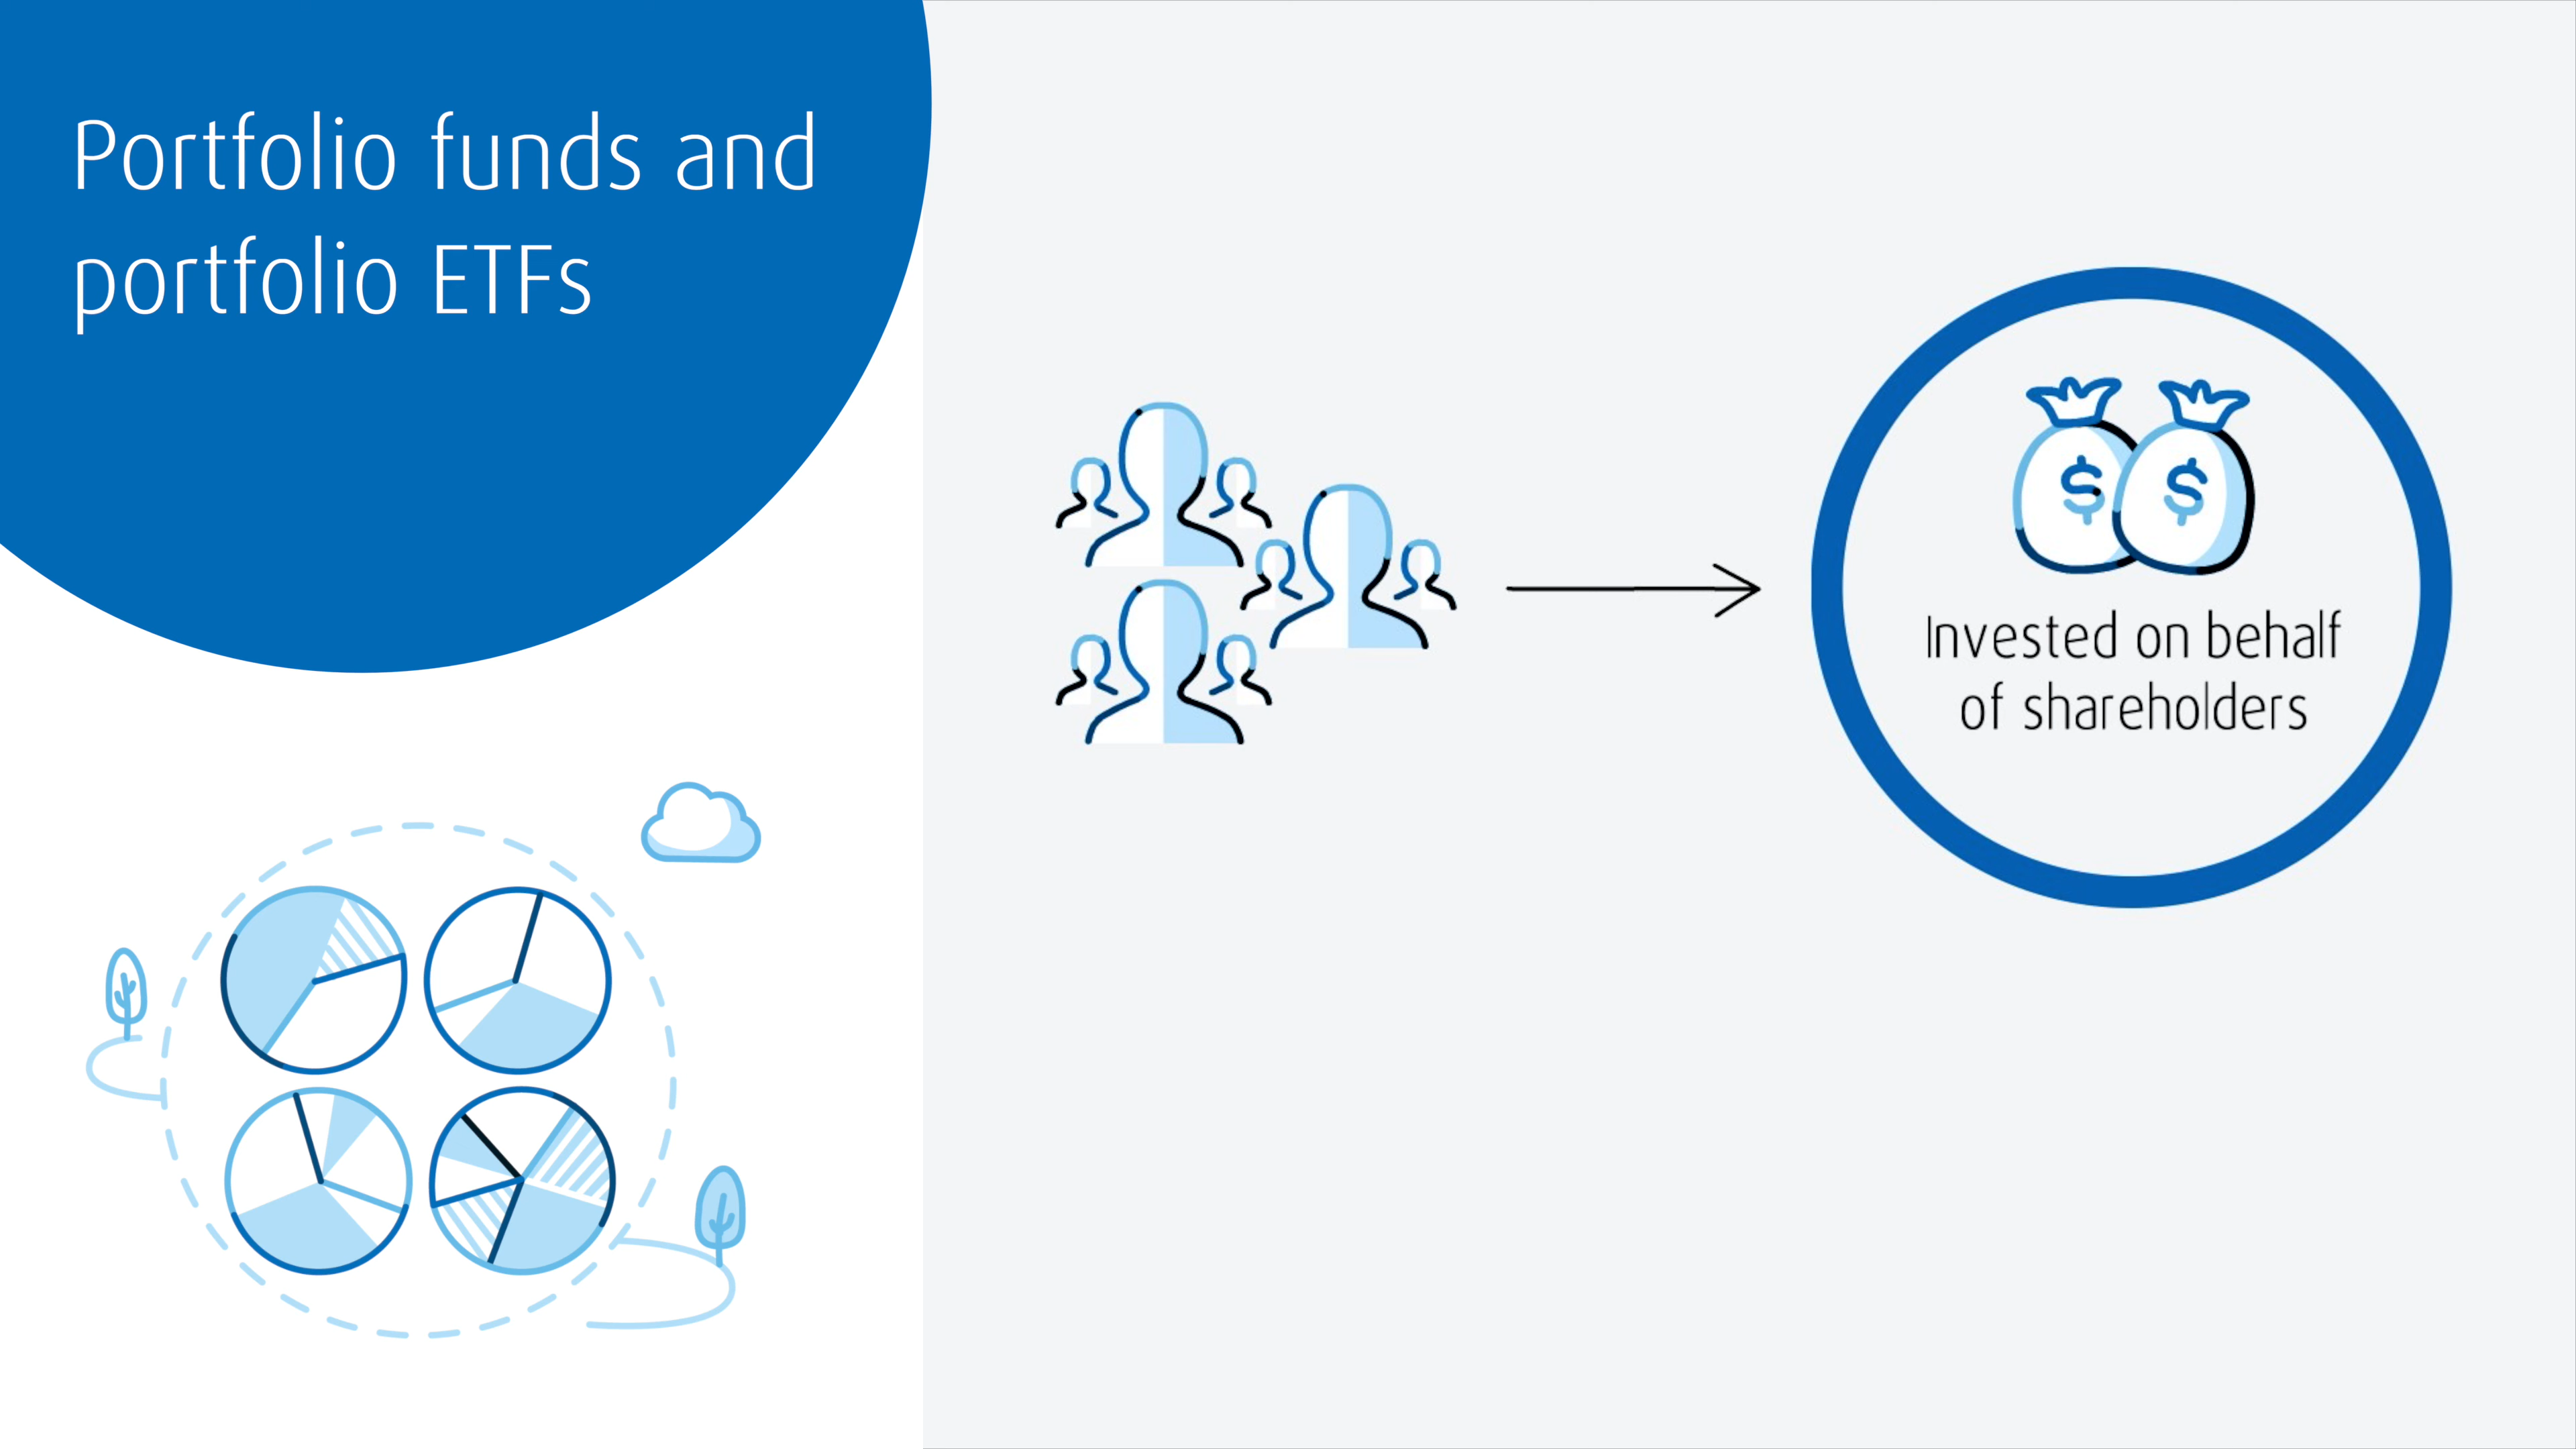 Portfolio funds and
portfolio ETFs
$ $
Invested on behalf
of shareholders